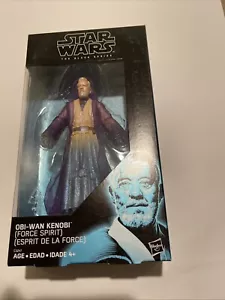 STAR
WARS
THE BLACK SERIES
OBI-WAN KENOBI
(FORCE SPIRIT)
(ESPRIT DE LA FORCE)
AGE • EDAD • IDADE 4+
Hasbro